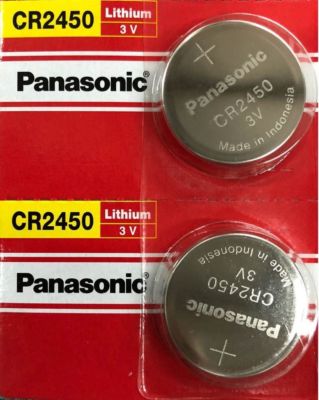 CR2450 Lithium 3 V
Panasonic®
+
Panasonic
CR2450
3V
Made in Indonesia
CR2450 Lithium 3 V
Panasonic®
Made in Indonesia
3V
CR2450
Panasonic
+